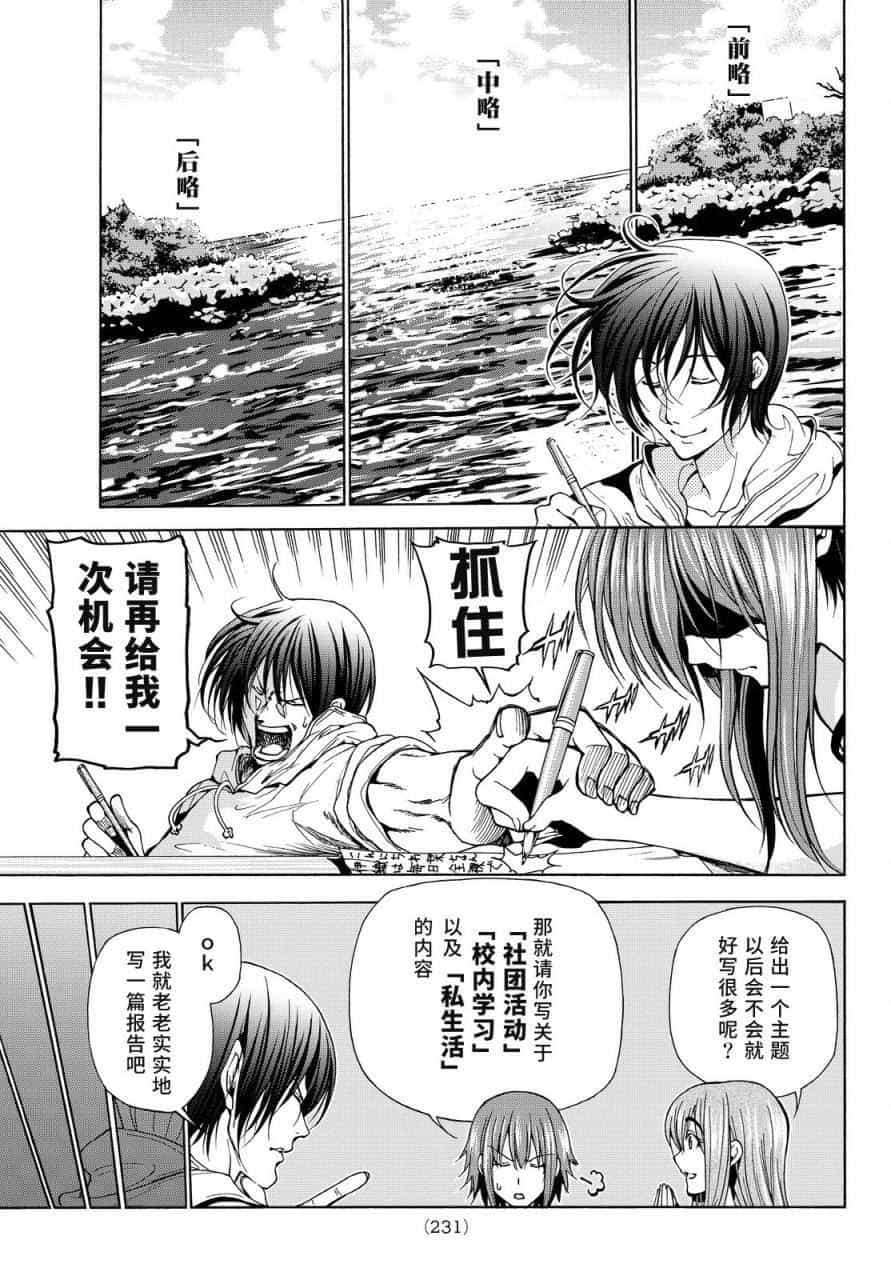 「前略」
「中略」
「后略」
抓住
请再给我一
次机会!!
给出一个主题
以后会不会就
好写很多呢?
那就请你写关于
「社团活动」
「校内学习」
以及「私生活」
的内容
ok
我就老老实实地
写一篇报告吧
(231)